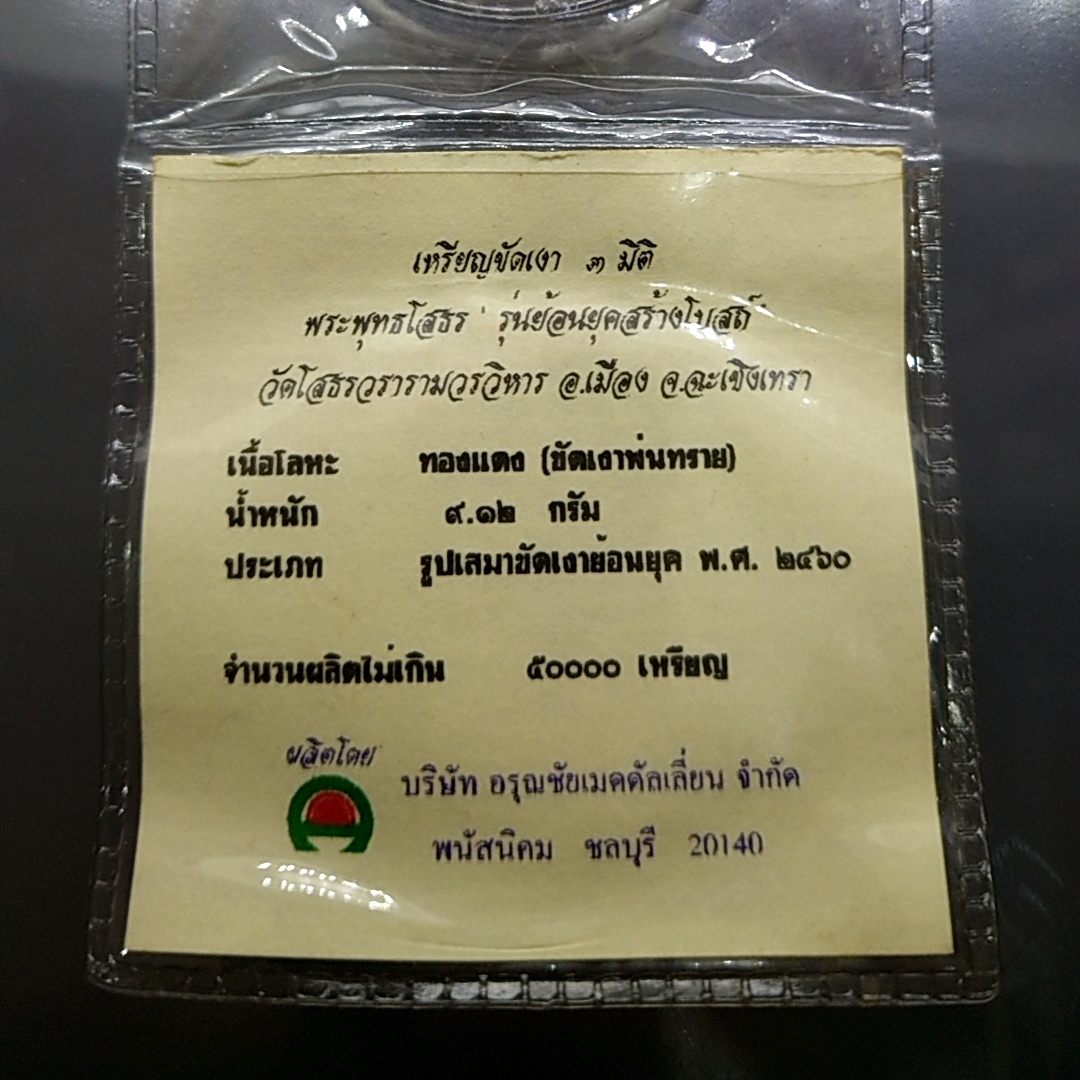 เหรียญขัดเงา ๓ มิติ
พระพุทธโสธร " รุ่นย้อนยุคสร้างโบสถ์ "
วัดโสธรวรารามวรวิหาร อ.เมือง จ.ฉะเชิงเทรา
เนื้อโลหะ ทองแดง (ขัดเงาพ่นทราย)
น้ำหนัก ๙.๑๒ กรัม
ประเภท รูปเสมาขัดเงาย้อนยุค พ.ศ. ๒๔๖๐
จำนวนผลิตไม่เกิน ๕๐๐๐๐ เหรียญ
ผลิตโดย
บริษัท อรุณชัยเมดดัลเลี่ยน จำกัด
พนัสนิคม ชลบุรี 20140